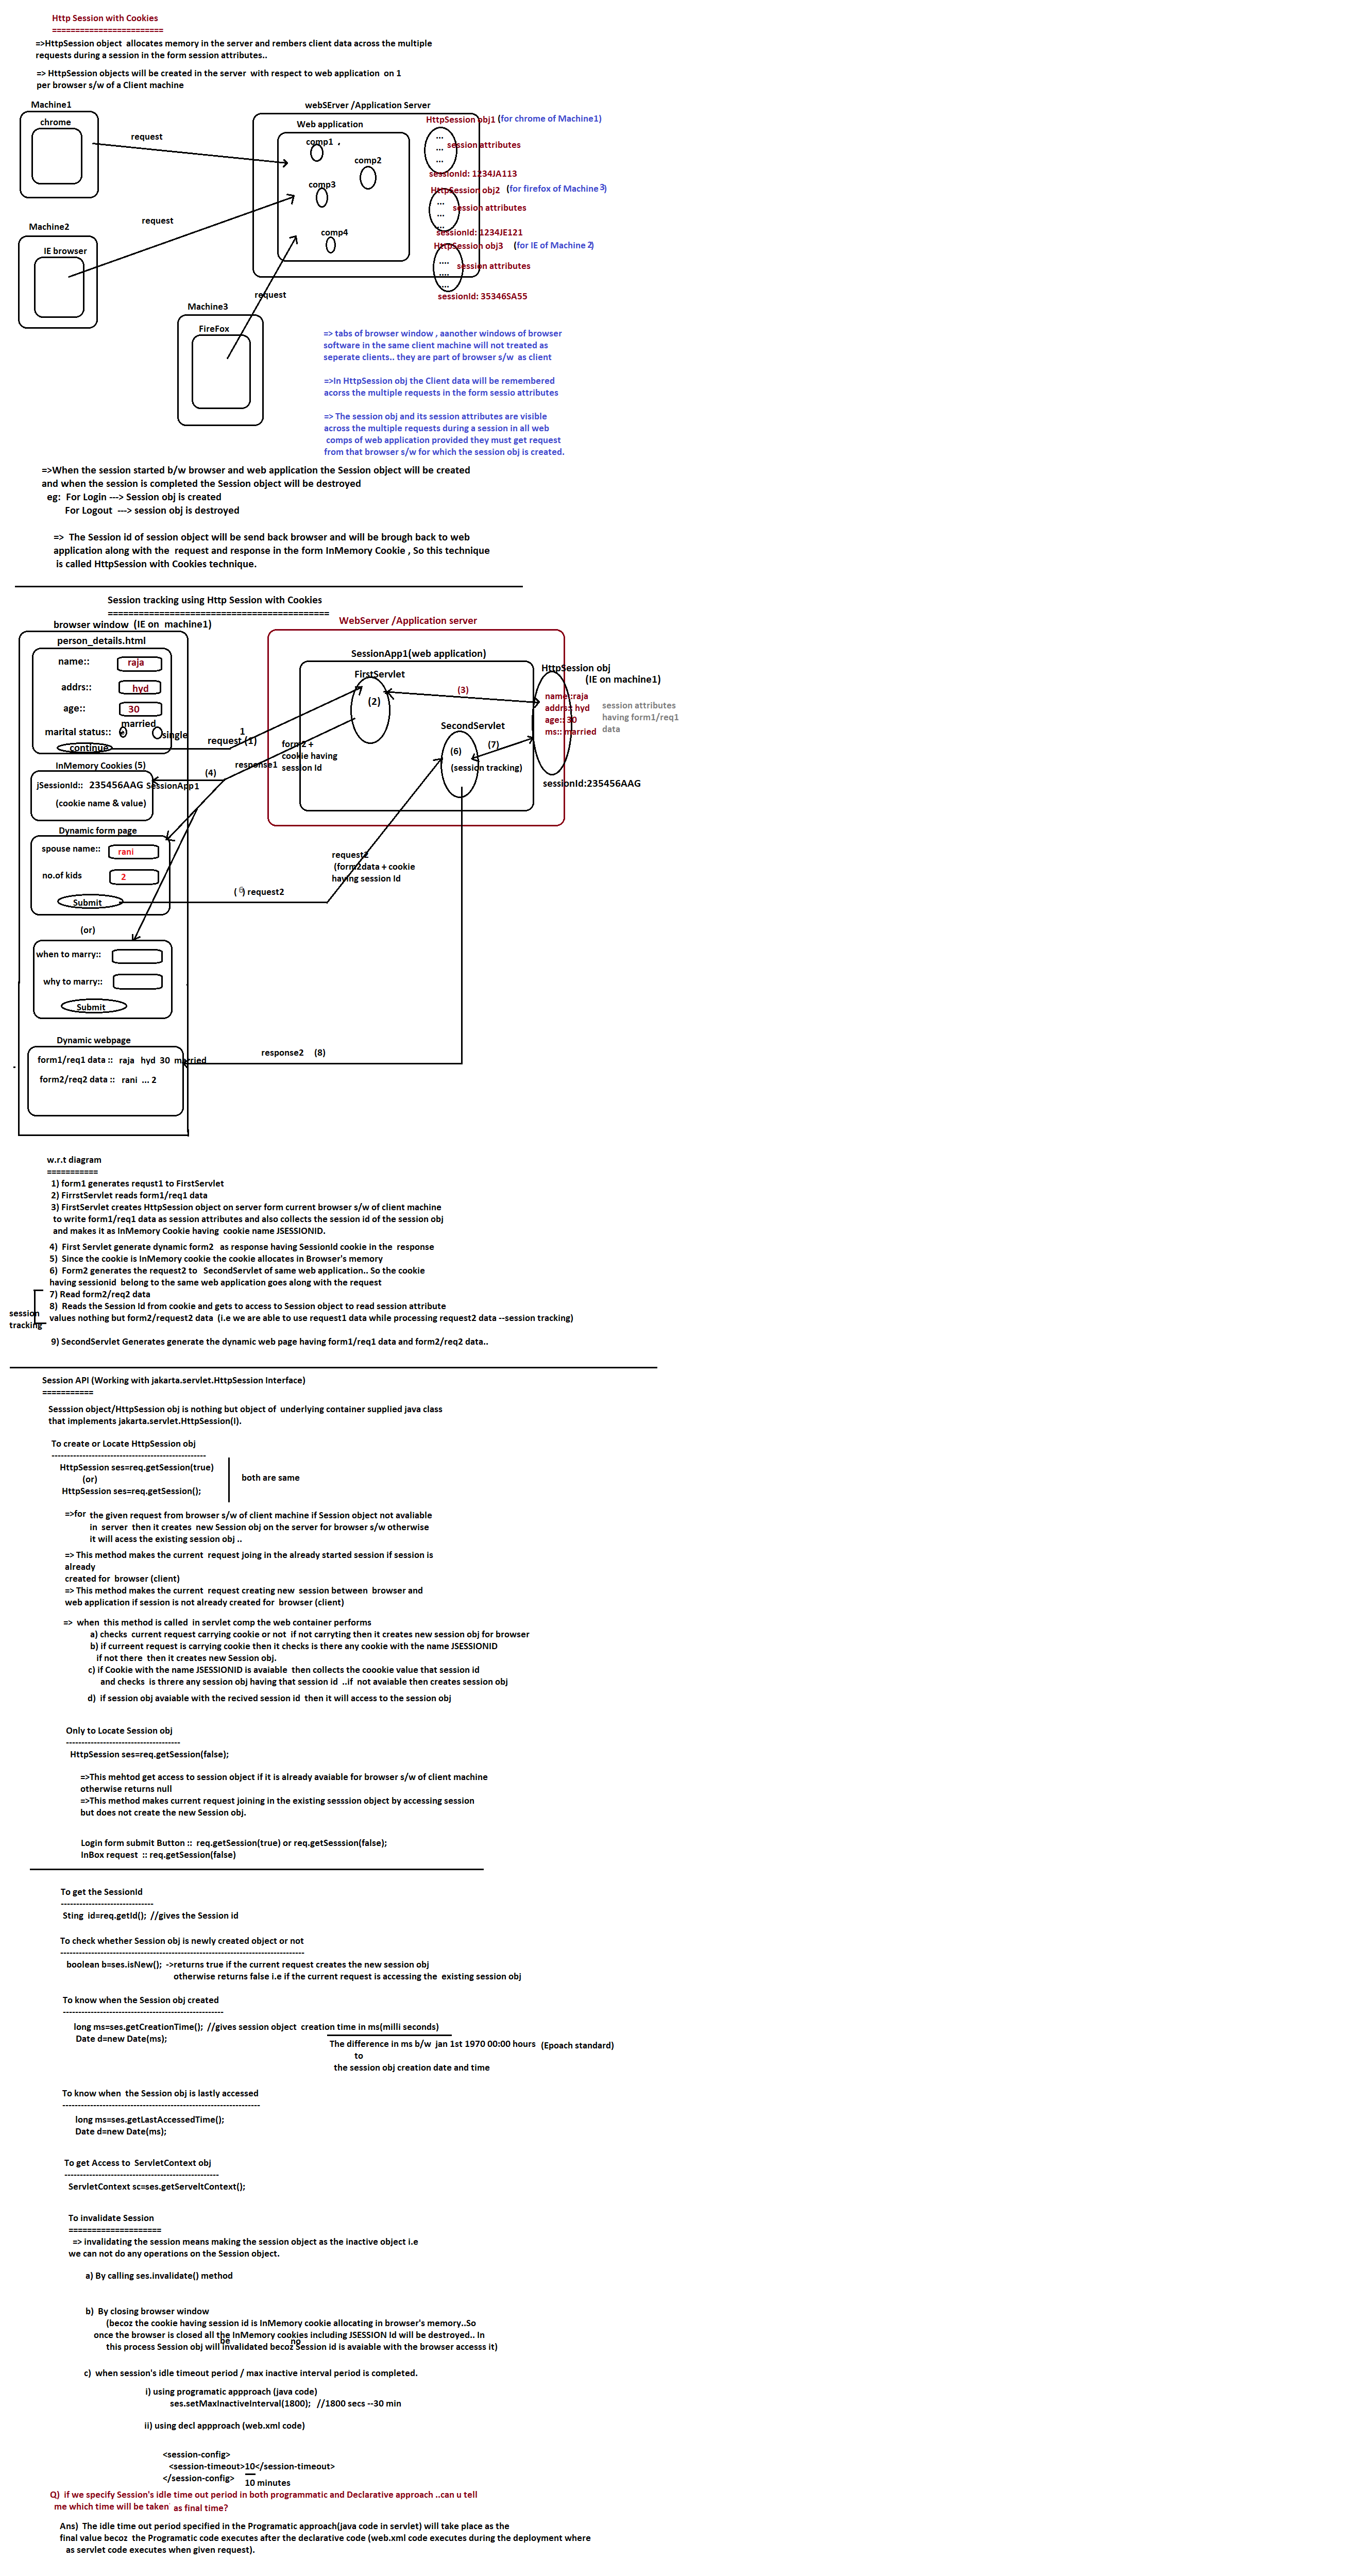 Http Session with Cookies
========================
=>HttpSession object  allocates memory in the server and rembers client data across the multiple
requests during a session in the form session attributes..
=> HttpSession objects will be created in the server  with respect to web application  on 1
per browser s/w of a Client machine
Machine1
chrome
request
Machine2
IE browser
request
Machine3
FireFox
request
webSErver /Application Server
Web application
comp1 .
comp2
comp3
comp4
HttpSession obj1 (for chrome of Machine1)
...
... session attributes
...
sessionId: 1234JA113
HttpSession obj2 (for firefox of Machine 3)
...
session attributes
...
...
sessionId: 1234JE121
HttpSession obj3 (for IE of Machine 2)
....
session attributes
....
....
sessionId: 35346SA55
=> tabs of browser window , aanother windows of browser
software in the same client machine will not treated as
seperate clients.. they are part of browser s/w  as client
=>In HttpSession obj the Client data will be remembered
acorss the multiple requests in the form sessio attributes
=> The session obj and its session attributes are visible
across the multiple requests during a session in all web
comps of web application provided they must get request
from that browser s/w for which the session obj is created.
=>When the session started b/w browser and web application the Session object will be created
and when the session is completed the Session object will be destroyed
eg:  For Login ---> Session obj is created
For Logout  ---> session obj is destroyed
=>  The Session id of session object will be send back browser and will be brough back to web
application along with the  request and response in the form InMemory Cookie , So this technique
is called HttpSession with Cookies technique.
Session tracking using Http Session with Cookies
===========================================
browser window  (IE on  machine1)
person_details.html
name:: raja
addrs:: hyd
age:: 30
married
marital status:: single
continue
InMemory Cookies (5)
jSessionId::  235456AAG SessionApp1
(cookie name & value)
Dynamic form page
spouse name:: rani
no.of kids 2
Submit
(or)
when to marry::
why to marry::
Submit
Dynamic webpage
form1/req1 data ::  raja  hyd  30  married
form2/req2 data ::  rani  ... 2
1
request (1)
response1
(4)
form2 +
cookie having
session Id
WebServer /Application server
SessionApp1(web application)
FirstServlet
(2)
(3)
SecondServlet
(6)
(7)
(session tracking)
HttpSession obj
(IE on machine1)
name::raja
addrs:: hyd
age:: 30
ms:: married
session attributes
having form1/req1
data
sessionId:235456AAG
request2
(form2data + cookie
having session Id
(6) request2
response2    (8)
w.r.t diagram
===========
1) form1 generates requst1 to FirstServlet
2) FirrstServlet reads form1/req1 data
3) FirstServlet creates HttpSession object on server form current browser s/w of client machine
to write form1/req1 data as session attributes and also collects the session id of the session obj
and makes it as InMemory Cookie having  cookie name JSESSIONID.
4)  First Servlet generate dynamic form2   as response having SessionId cookie in the  response
5)  Since the cookie is InMemory cookie the cookie allocates in Browser's memory
6)  Form2 generates the request2 to   SecondServlet of same web application.. So the cookie
having sessionid  belong to the same web application goes along with the request
7) Read form2/req2 data
8)  Reads the Session Id from cookie and gets to access to Session object to read session attribute
values nothing but form2/request2 data  (i.e we are able to use request1 data while processing request2 data --session tracking)
session
tracking
9) SecondServlet Generates generate the dynamic web page having form1/req1 data and form2/req2 data..
Session API (Working with jakarta.servlet.HttpSession Interface)
===========
Sesssion object/HttpSession obj is nothing but object of  underlying container supplied java class
that implements jakarta.servlet.HttpSession(I).
To create or Locate HttpSession obj
--------------------------------------------------
HttpSession ses=req.getSession(true)
(or)
HttpSession ses=req.getSession();
both are same
=>for  the given request from browser s/w of client machine if Session object not avaliable
in  server  then it creates  new Session obj on the server for browser s/w otherwise
it will acess the existing session obj ..
=> This method makes the current  request joing in the already started session if session is
already
created for  browser (client)
=> This method makes the current  request creating new  session between  browser and
web application if session is not already created for  browser (client)
=>  when  this method is called  in servlet comp the web container performs
a) checks  current request carrying cookie or not  if not carryting then it creates new session obj for browser
b) if curreent request is carrying cookie then it checks is there any cookie with the name JSESSIONID
if not there  then it creates new Session obj.
c) if Cookie with the name JSESSIONID is avaiable  then collects the coookie value that session id
and checks  is threre any session obj having that session id  ..if  not avaiable then creates session obj
d)  if session obj avaiable with the recived session id  then it will access to the session obj
Only to Locate Session obj
-------------------------------------
HttpSession ses=req.getSession(false);
=>This mehtod get access to session object if it is already avaiable for browser s/w of client machine
otherwise returns null
=>This method makes current request joining in the existing sesssion object by accessing session
but does not create the new Session obj.
Login form submit Button ::  req.getSession(true) or req.getSesssion(false);
InBox request  :: req.getSession(false)
To get the SessionId
------------------------------
Sting  id=req.getId();  //gives the Session id
To check whether Session obj is newly created object or not
-------------------------------------------------------------------------------
boolean b=ses.isNew();  ->returns true if the current request creates the new session obj
otherwise returns false i.e if the current request is accessing the  existing session obj
To know when the Session obj created
----------------------------------------------------
long ms=ses.getCreationTime();  //gives session object  creation time in ms(milli seconds)
Date d=new Date(ms);
The difference in ms b/w  jan 1st 1970 00:00 hours  (Epoach standard)
to
the session obj creation date and time
To know when  the Session obj is lastly accessed
----------------------------------------------------------------
long ms=ses.getLastAccessedTime();
Date d=new Date(ms);
To get Access to  ServletContext obj
--------------------------------------------------
ServletContext sc=ses.getServeltContext();
To invalidate Session
====================
=> invalidating the session means making the session object as the inactive object i.e
we can not do any operations on the Session object.
a) By calling ses.invalidate() method
b)  By closing browser window
(becoz the cookie having session id is InMemory cookie allocating in browser's memory..So
once the browser is closed all the InMemory cookies including JSESSION Id will be destroyed.. In
be no
this process Session obj will invalidated becoz Session id is avaiable with the browser accesss it)
c)  when session's idle timeout period / max inactive interval period is completed.
i) using programatic appproach (java code)
ses.setMaxInactiveInterval(1800);   //1800 secs --30 min
ii) using decl appproach (web.xml code)
<session-config>
<session-timeout>10</session-timeout>
</session-config>
10 minutes
Q)  if we specify Session's idle time out period in both programmatic and Declarative approach ..can u tell
me which time will be taken  as final time?
Ans)  The idle time out period specified in the Programatic approach(java code in servlet) will take place as the
final value becoz  the Programatic code executes after the declarative code (web.xml code executes during the deployment where
as servlet code executes when given request).